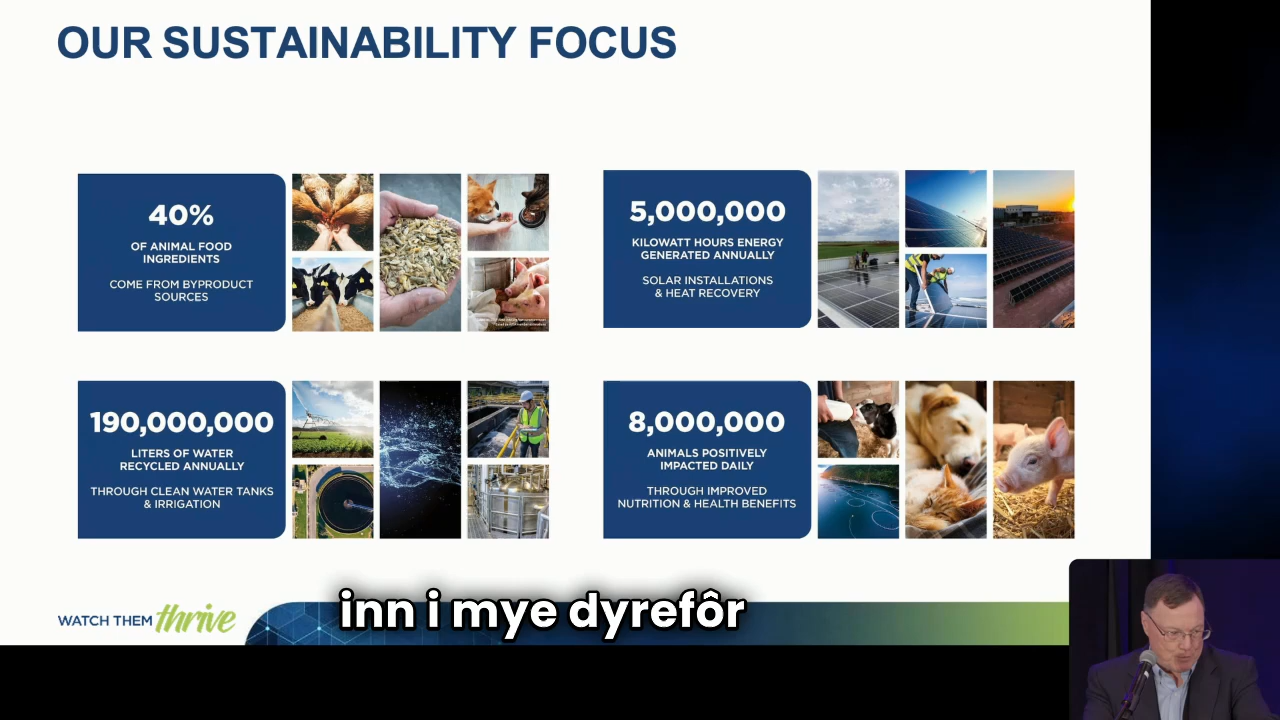 OUR SUSTAINABILITY FOCUS
40%
OF ANIMAL FOOD
INGREDIENTS
COME FROM BYPRODUCT
SOURCES
5,000,000
KILOWATT HOURS ENERGY
GENERATED ANNUALLY
SOLAR INSTALLATIONS
& HEAT RECOVERY
190,000,000
LITERS OF WATER
RECYCLED ANNUALLY
THROUGH CLEAN WATER TANKS
& IRRIGATION
8,000,000
ANIMALS POSITIVELY
IMPACTED DAILY
THROUGH IMPROVED
NUTRITION & HEALTH BENEFITS
WATCH THEM thrive
inn i mye dyrefôr